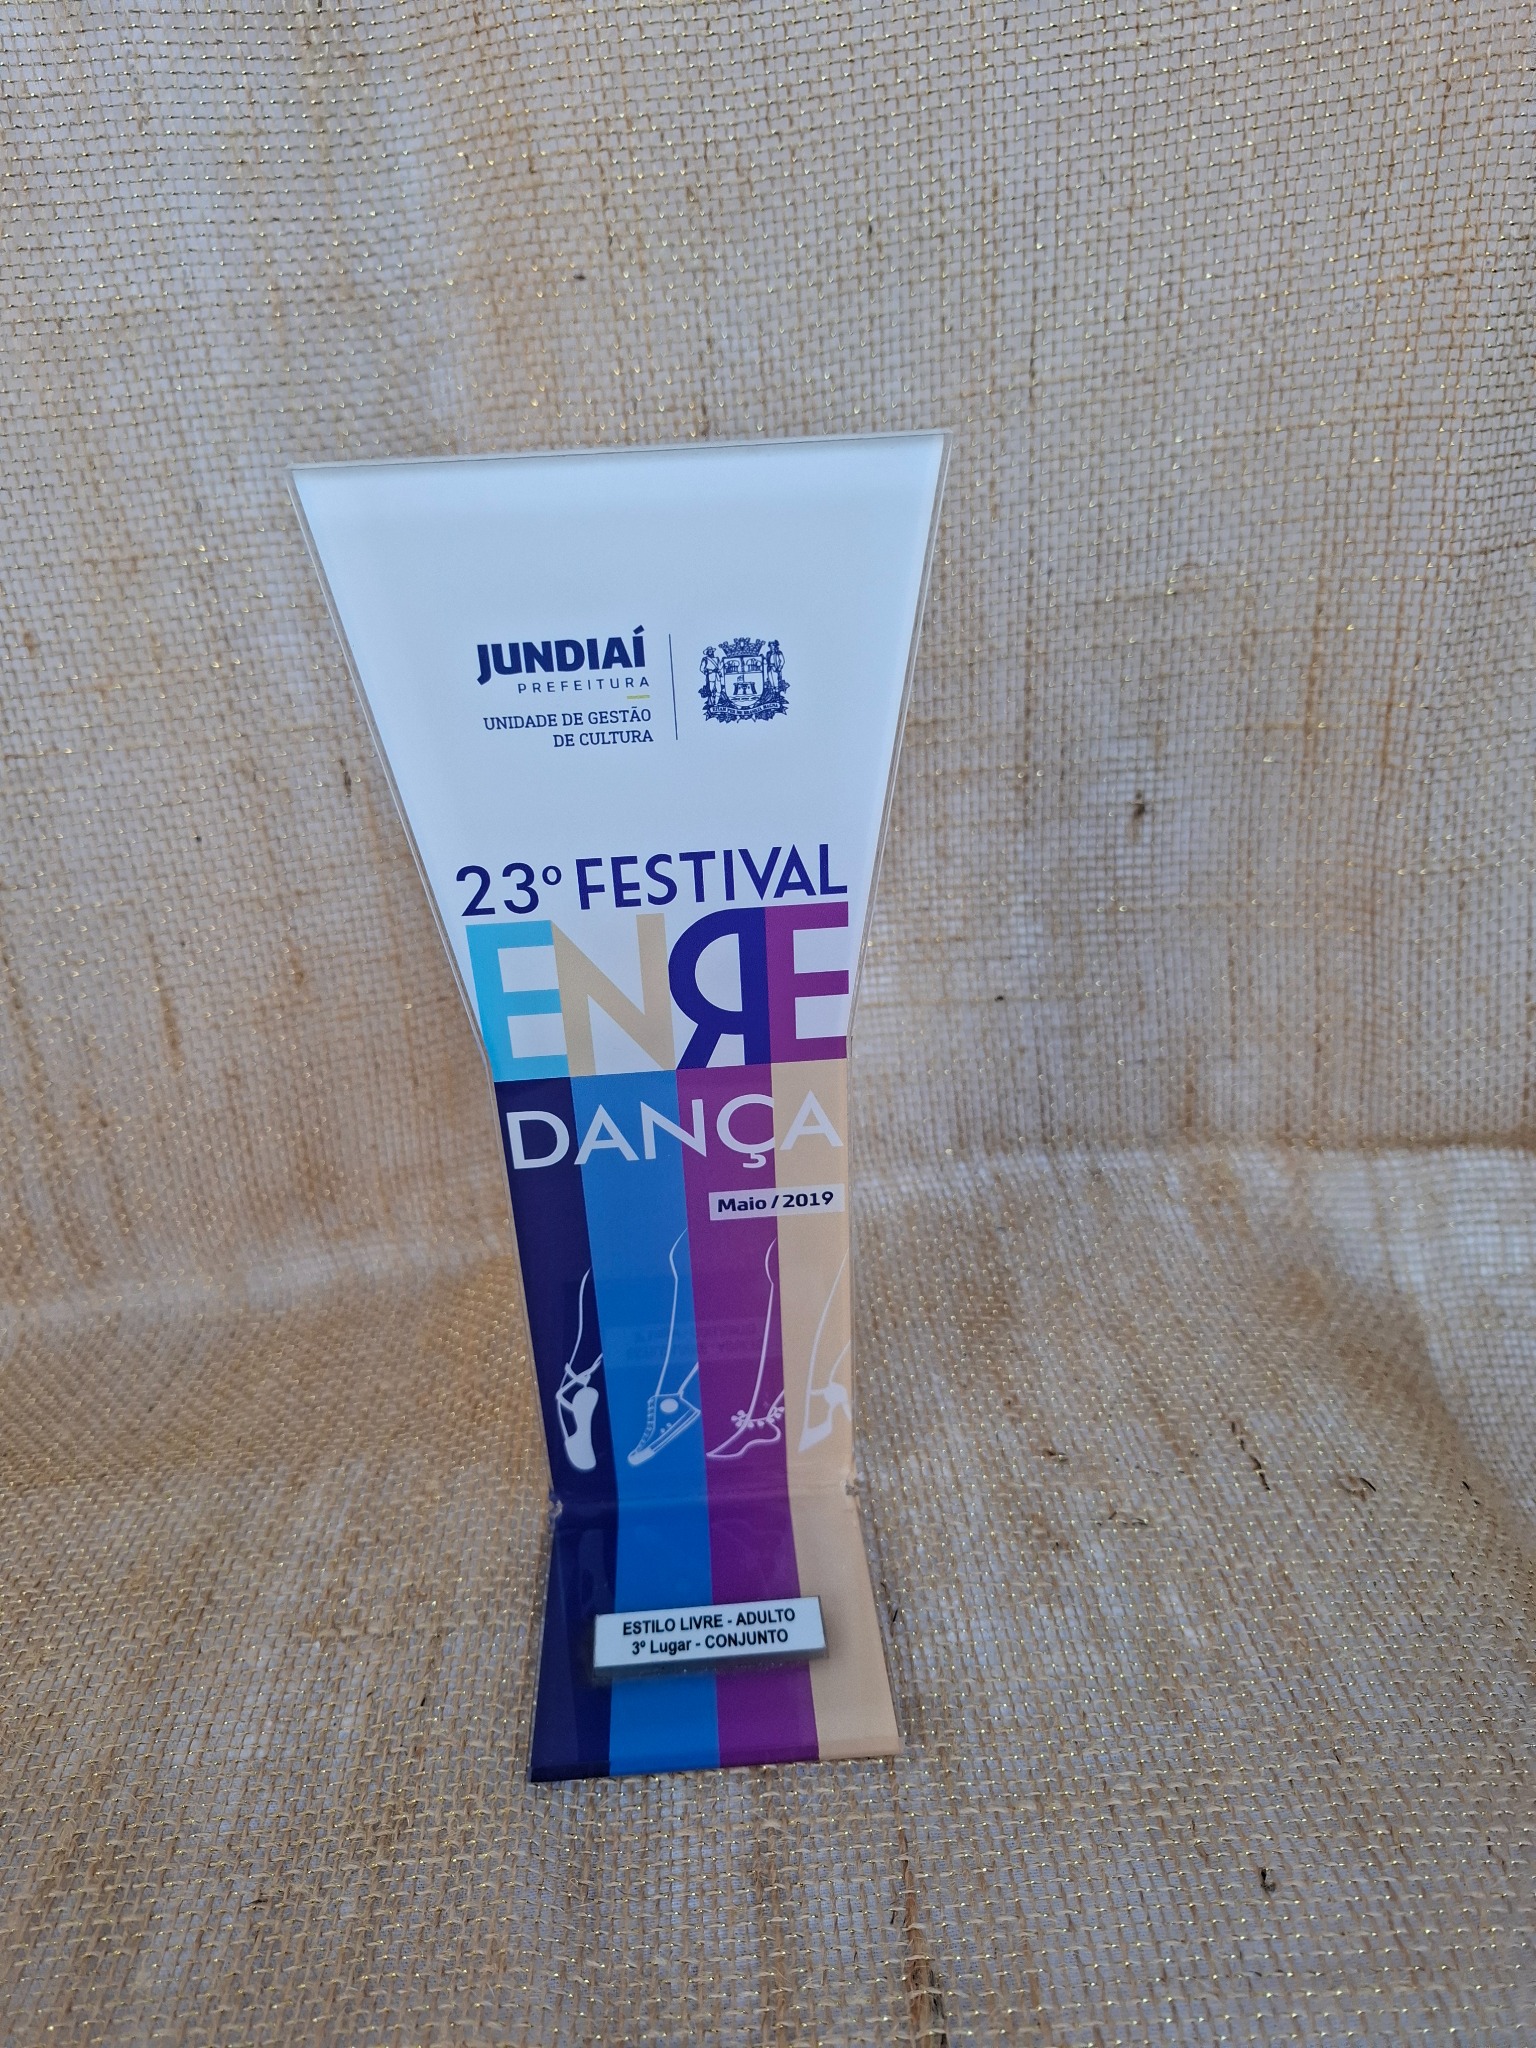 JUNDIAÍ
PREFEITURA
UNIDADE DE GESTÃO
DE CULTURA
23º FESTIVAL
ENRE
DANÇA
Maio/2019
ESTILO LIVRE - ADULTO
3º Lugar - CONJUNTO